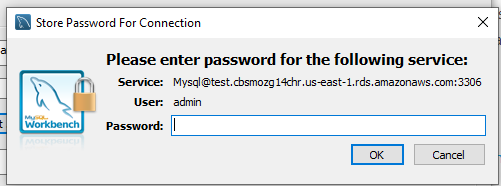 Store Password For Connection
Please enter password for the following service:
Service: Mysql@test.cbsmozg14chr.us-east-1.rds.amazonaws.com:3306
User: admin
Password:
MySQL
Workbench
OK Cancel
t